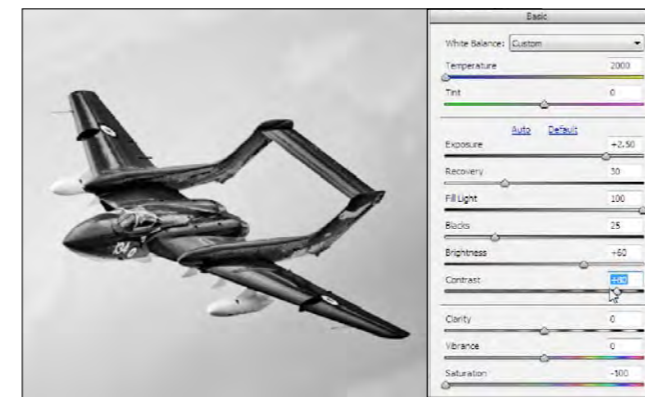 Basic
White Balance: Custom
Temperature 2000
Tint 0
Auto Default
Exposure +2.50
Recovery 30
Fill Light 100
Blacks 25
Brightness +60
Contrast
Clarity 0
Vibrance 0
Saturation -100